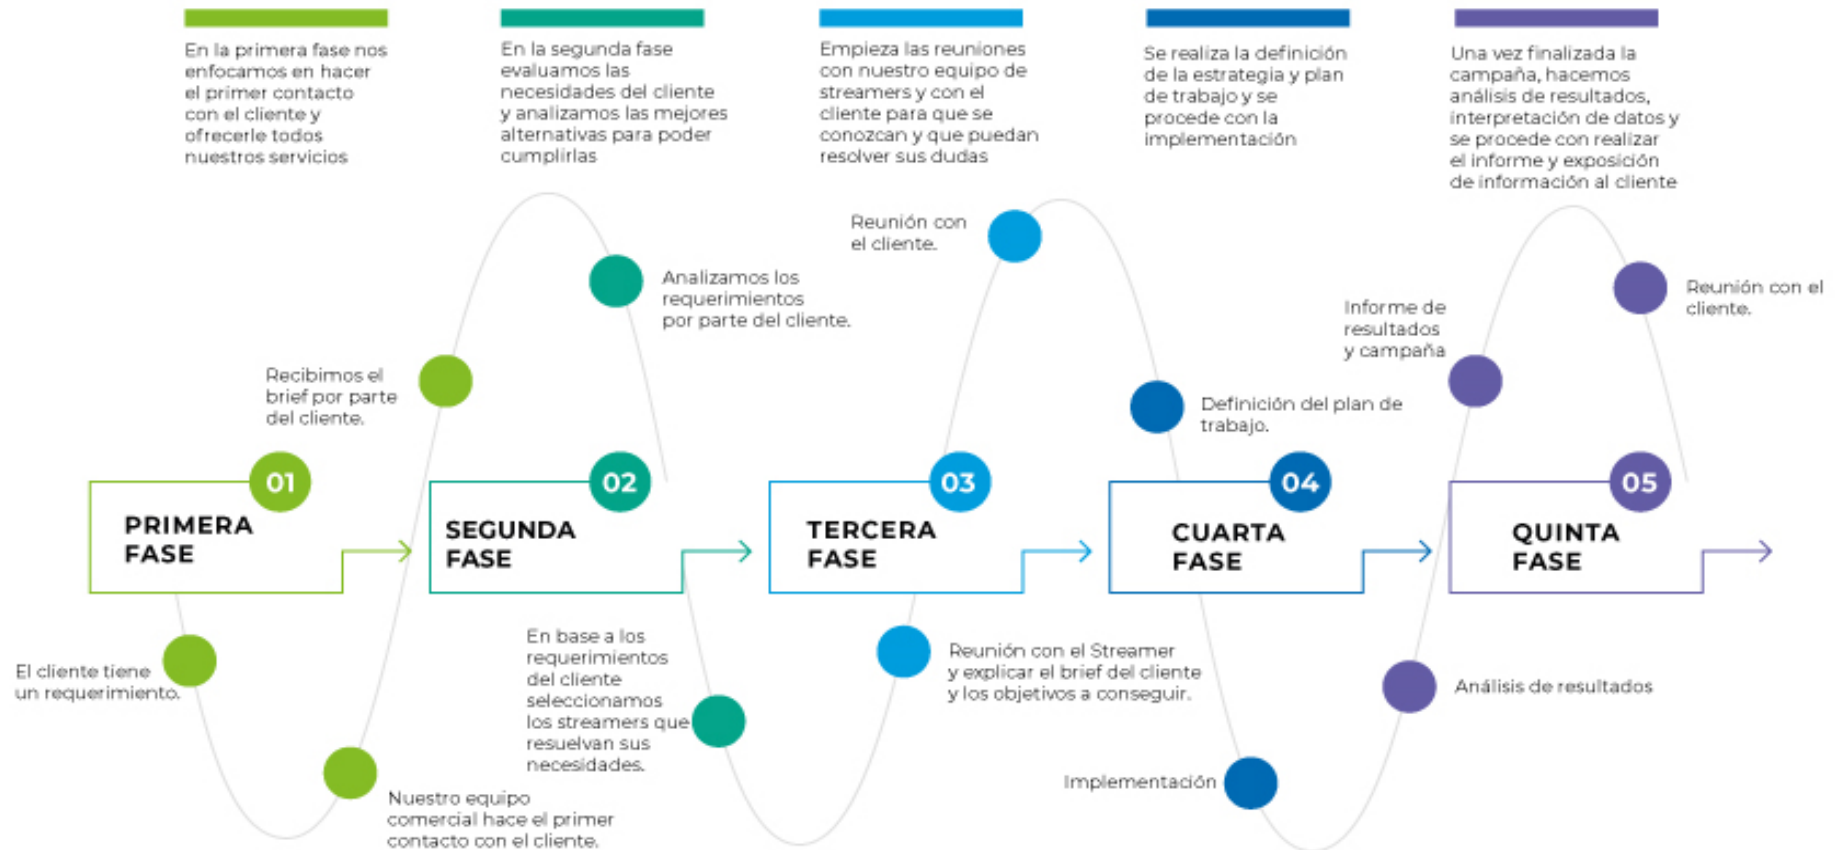 En la primera fase nos
enfocamos en hacer
el primer contacto
con el cliente y
ofrecerle todos
nuestros servicios
En la segunda fase
evaluamos las
necesidades del cliente
y analizamos las mejores
alternativas para poder
cumplirlas
Empieza las reuniones
con nuestro equipo de
streamers y con el
cliente para que se
conozcan y que puedan
resolver sus dudas
Se realiza la definición
de la estrategia y plan
de trabajo y se
procede con la
implementación
Una vez finalizada la
campaña, hacemos
análisis de resultados,
interpretación de datos y
se procede con realizar
el informe y exposición
de información al cliente
Recibimos el
brief por parte
del cliente.
Analizamos los
requerimientos
por parte del cliente.
Reunión con
el cliente.
Definición del plan de
trabajo.
Informe de
resultados
y campaña
Reunión con el
cliente.
01
PRIMERA
FASE
02
SEGUNDA
FASE
03
TERCERA
FASE
04
CUARTA
FASE
05
QUINTA
FASE
El cliente tiene
un requerimiento.
Nuestro equipo
comercial hace el primer
contacto con el cliente.
En base a los
requerimientos
del cliente
seleccionamos
los streamers que
resuelvan sus
necesidades.
Reunión con el Streamer
y explicar el brief del cliente
y los objetivos a conseguir.
Implementación
Análisis de resultados